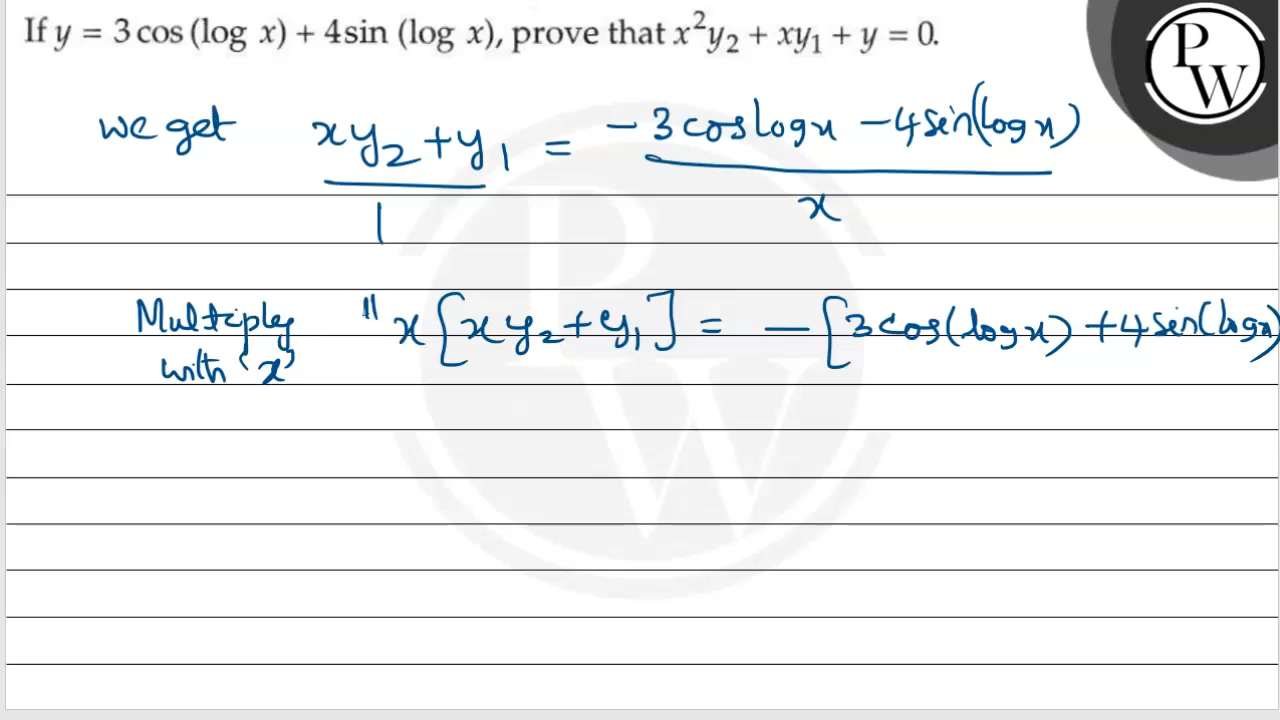 If y = 3 cos (log x) + 4 sin (log x), prove that x²y₂ + xy₁ + y = 0.
P
W
we get xy₂ + y₁ / 1 = - 3 cos log x - 4 sin (log x) / x
Multiply with 'x' " x [ x y₂ + y₁ ] = - [ 3 cos (log x) + 4 sin (log x)